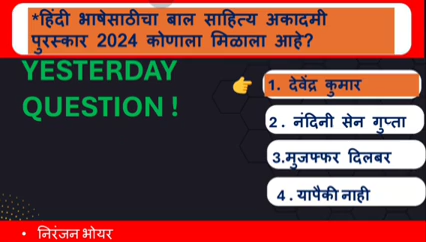 *हिंदी भाषेसाठीचा बाल साहित्य अकादमी
पुरस्कार 2024 कोणाला मिळाला आहे?
YESTERDAY
QUESTION !
1. देवेंद्र कुमार
2 . नंदिनी सेन गुप्ता
3.मुजफ्फर दिलबर
4 . यापैकी नाही
• निरंजन भोयर